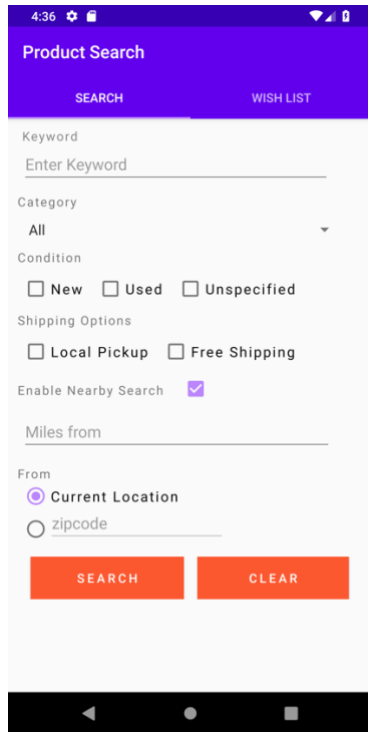 4:36
Product Search
SEARCH WISH LIST
Keyword
Enter Keyword
Category
All
Condition
New Used Unspecified
Shipping Options
Local Pickup Free Shipping
Enable Nearby Search
Miles from
From
Current Location
zipcode
SEARCH CLEAR